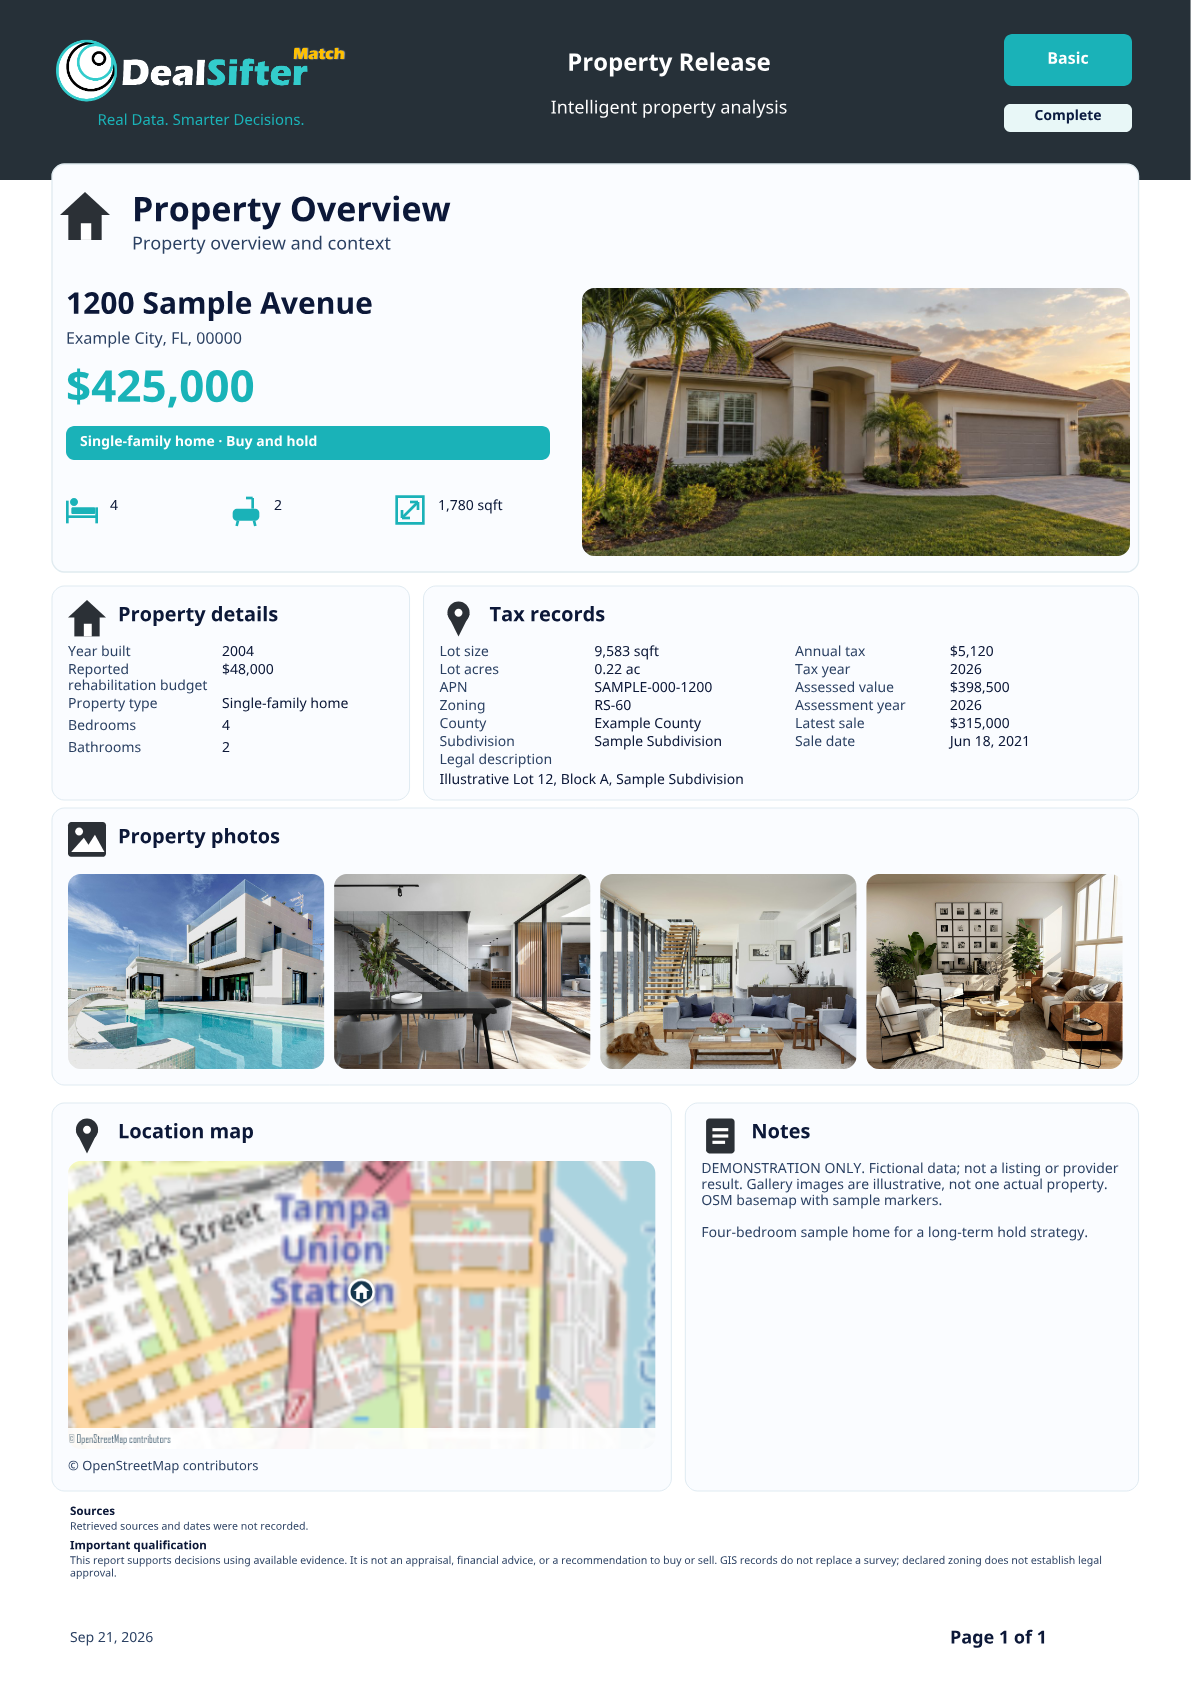 DealSifter Match
Real Data. Smarter Decisions.
Property Release
Intelligent property analysis
Basic
Complete
Property Overview
Property overview and context
1200 Sample Avenue
Example City, FL, 00000
$425,000
Single-family home · Buy and hold
4
2
1,780 sqft
Property details
Year built 2004
Reported rehabilitation budget $48,000
Property type Single-family home
Bedrooms 4
Bathrooms 2
Tax records
Lot size 9,583 sqft Annual tax $5,120
Lot acres 0.22 ac Tax year 2026
APN SAMPLE-000-1200 Assessed value $398,500
Zoning RS-60 Assessment year 2026
County Example County Latest sale $315,000
Subdivision Sample Subdivision Sale date Jun 18, 2021
Legal description
Illustrative Lot 12, Block A, Sample Subdivision
Property photos
Location map
ast Zack Street
Tampa
Union
Station
© OpenStreetMap contributors
© OpenStreetMap contributors
Notes
DEMONSTRATION ONLY. Fictional data; not a listing or provider
result. Gallery images are illustrative, not one actual property.
OSM basemap with sample markers.
Four-bedroom sample home for a long-term hold strategy.
Sources
Retrieved sources and dates were not recorded.
Important qualification
This report supports decisions using available evidence. It is not an appraisal, financial advice, or a recommendation to buy or sell. GIS records do not replace a survey; declared zoning does not establish legal
approval.
Sep 21, 2026
Page 1 of 1